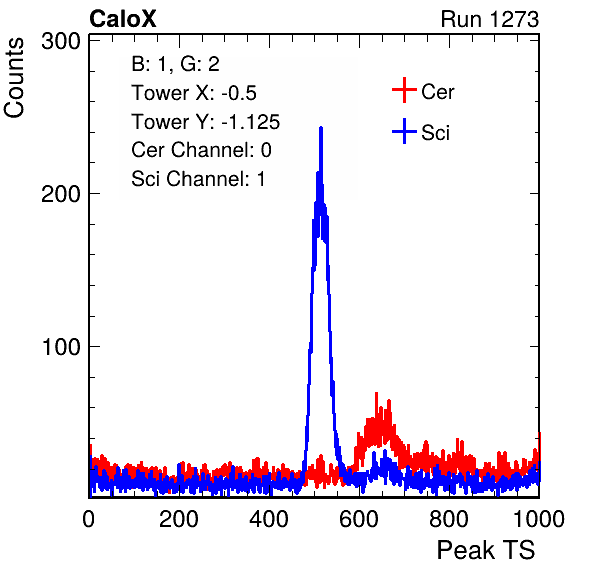 CaloX Run 1273
Counts
300
200
100
B: 1, G: 2
Tower X: -0.5
Tower Y: -1.125
Cer Channel: 0
Sci Channel: 1
Cer
Sci
0 200 400 600 800 1000
Peak TS